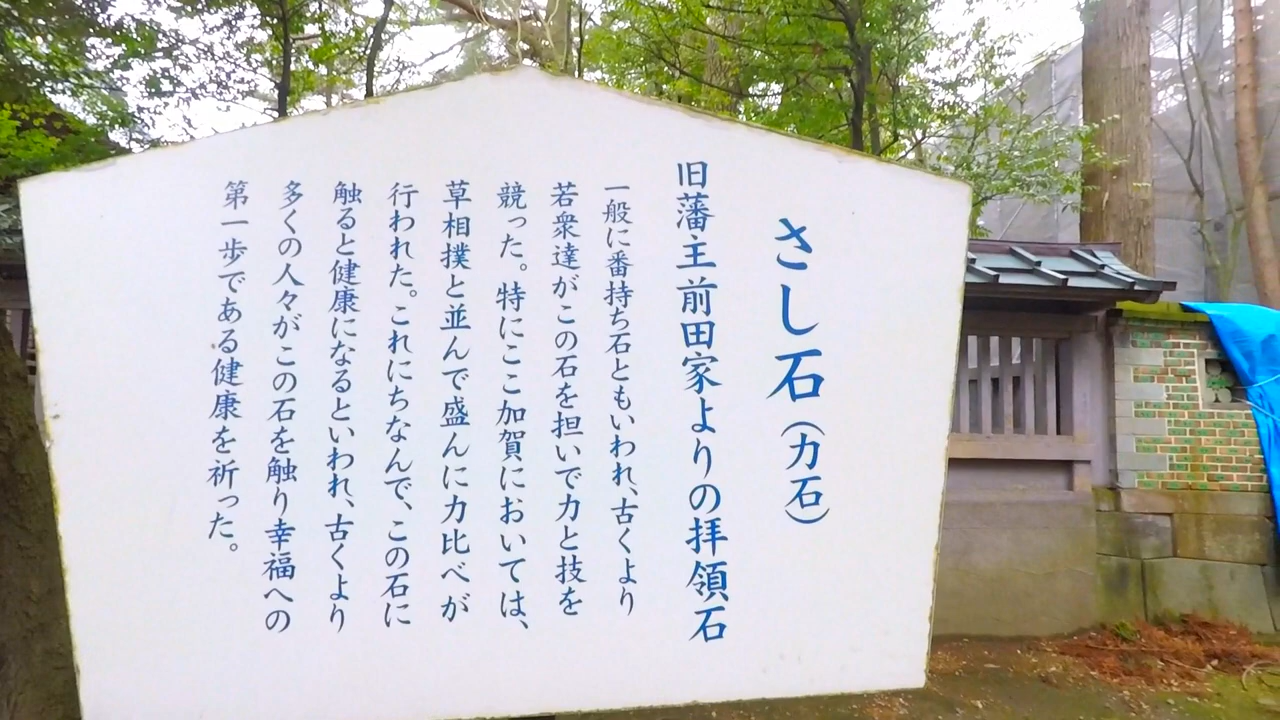 さし石（力石）
旧藩主前田家よりの拝領石
一般に番持ち石ともいわれ、古くより
若衆達がこの石を担いで力と技を
競った。特にここ加賀においては、
草相撲と並んで盛んに力比べが
行われた。これにちなんで、この石に
触ると健康になるといわれ、古くより
多くの人々がこの石を触り幸福への
第一歩である健康を祈った。